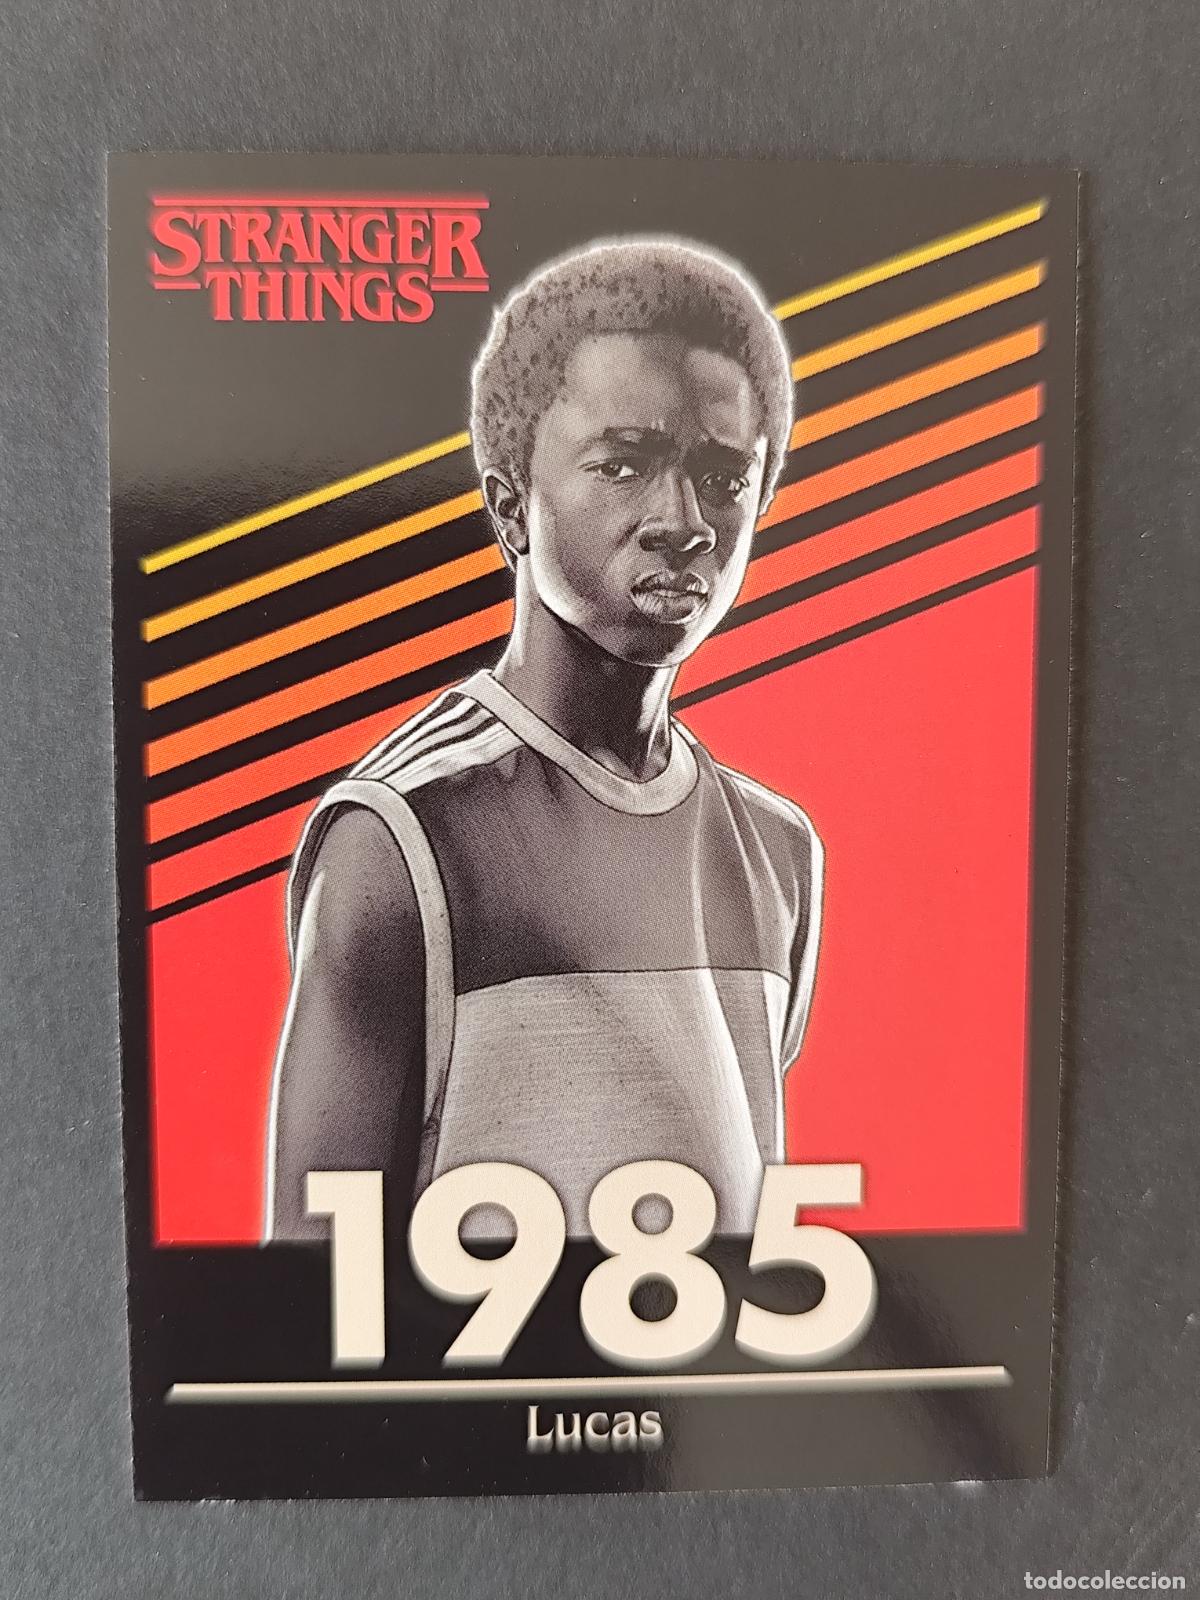 STRANGER
THINGS
1985
Lucas
todocoleccion